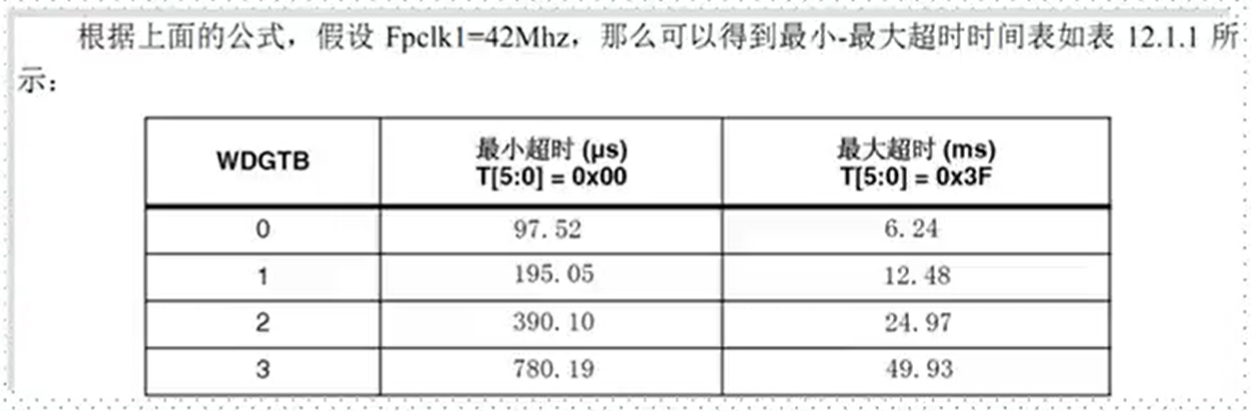 根据上面的公式，假设 Fpclk1=42Mhz，那么可以得到最小-最大超时时间表如表 12.1.1 所
示：
WDGTB 最小超时 (µs) T[5:0] = 0x00 最大超时 (ms) T[5:0] = 0x3F
0 97.52 6.24
1 195.05 12.48
2 390.10 24.97
3 780.19 49.93